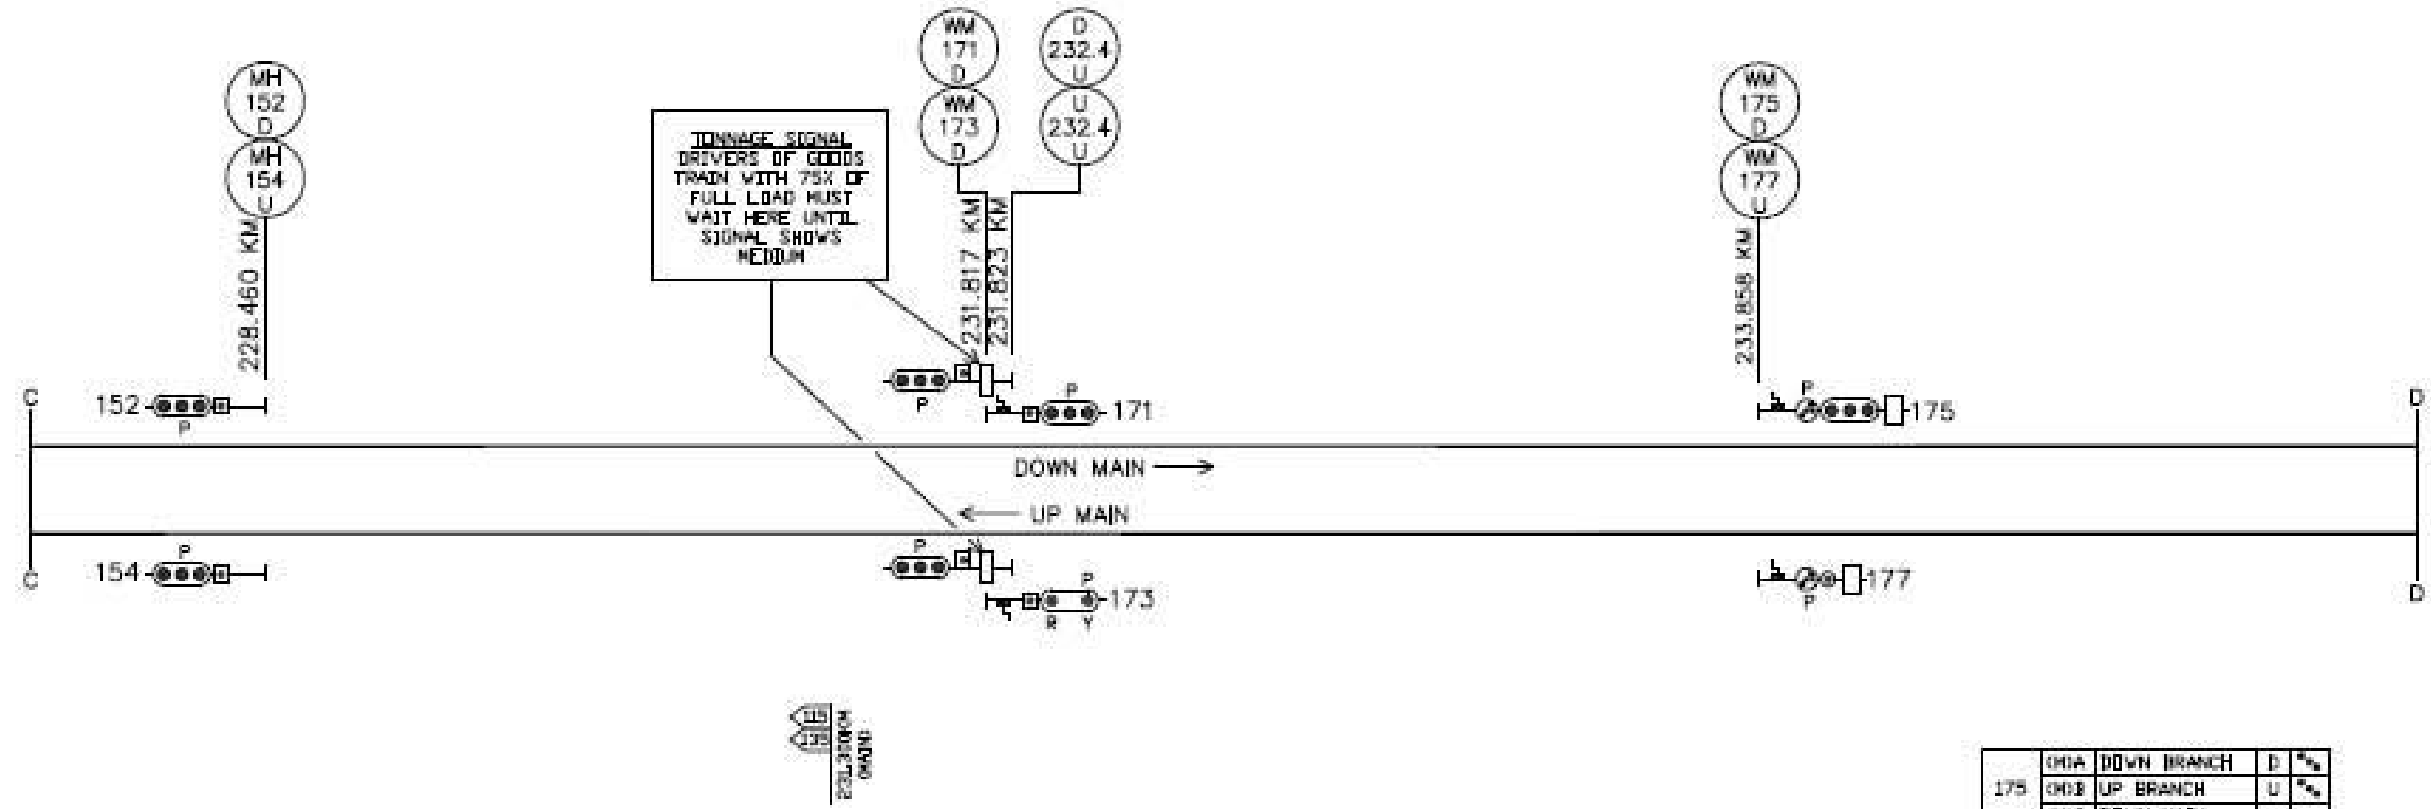 MH
152
D
MH
154
U
228.460 KM
TONNAGE SIGNAL
DRIVERS OF GOODS
TRAIN WITH 75% OF
FULL LOAD MUST
WAIT HERE UNTIL
SIGNAL SHOWS
MEDIUM
WM
171
D
WM
173
D
231.817 KM
D
232.4
U
U
232.4
U
231.823 KM
WM
175
D
WM
177
U
233.858 KM
C
152
P
P
P
171
P
175
D
DOWN MAIN
UP MAIN
C
154
P
P
P
173
R Y
P
177
D
115
KM
175
DOWN BRANCH D
UP BRANCH U